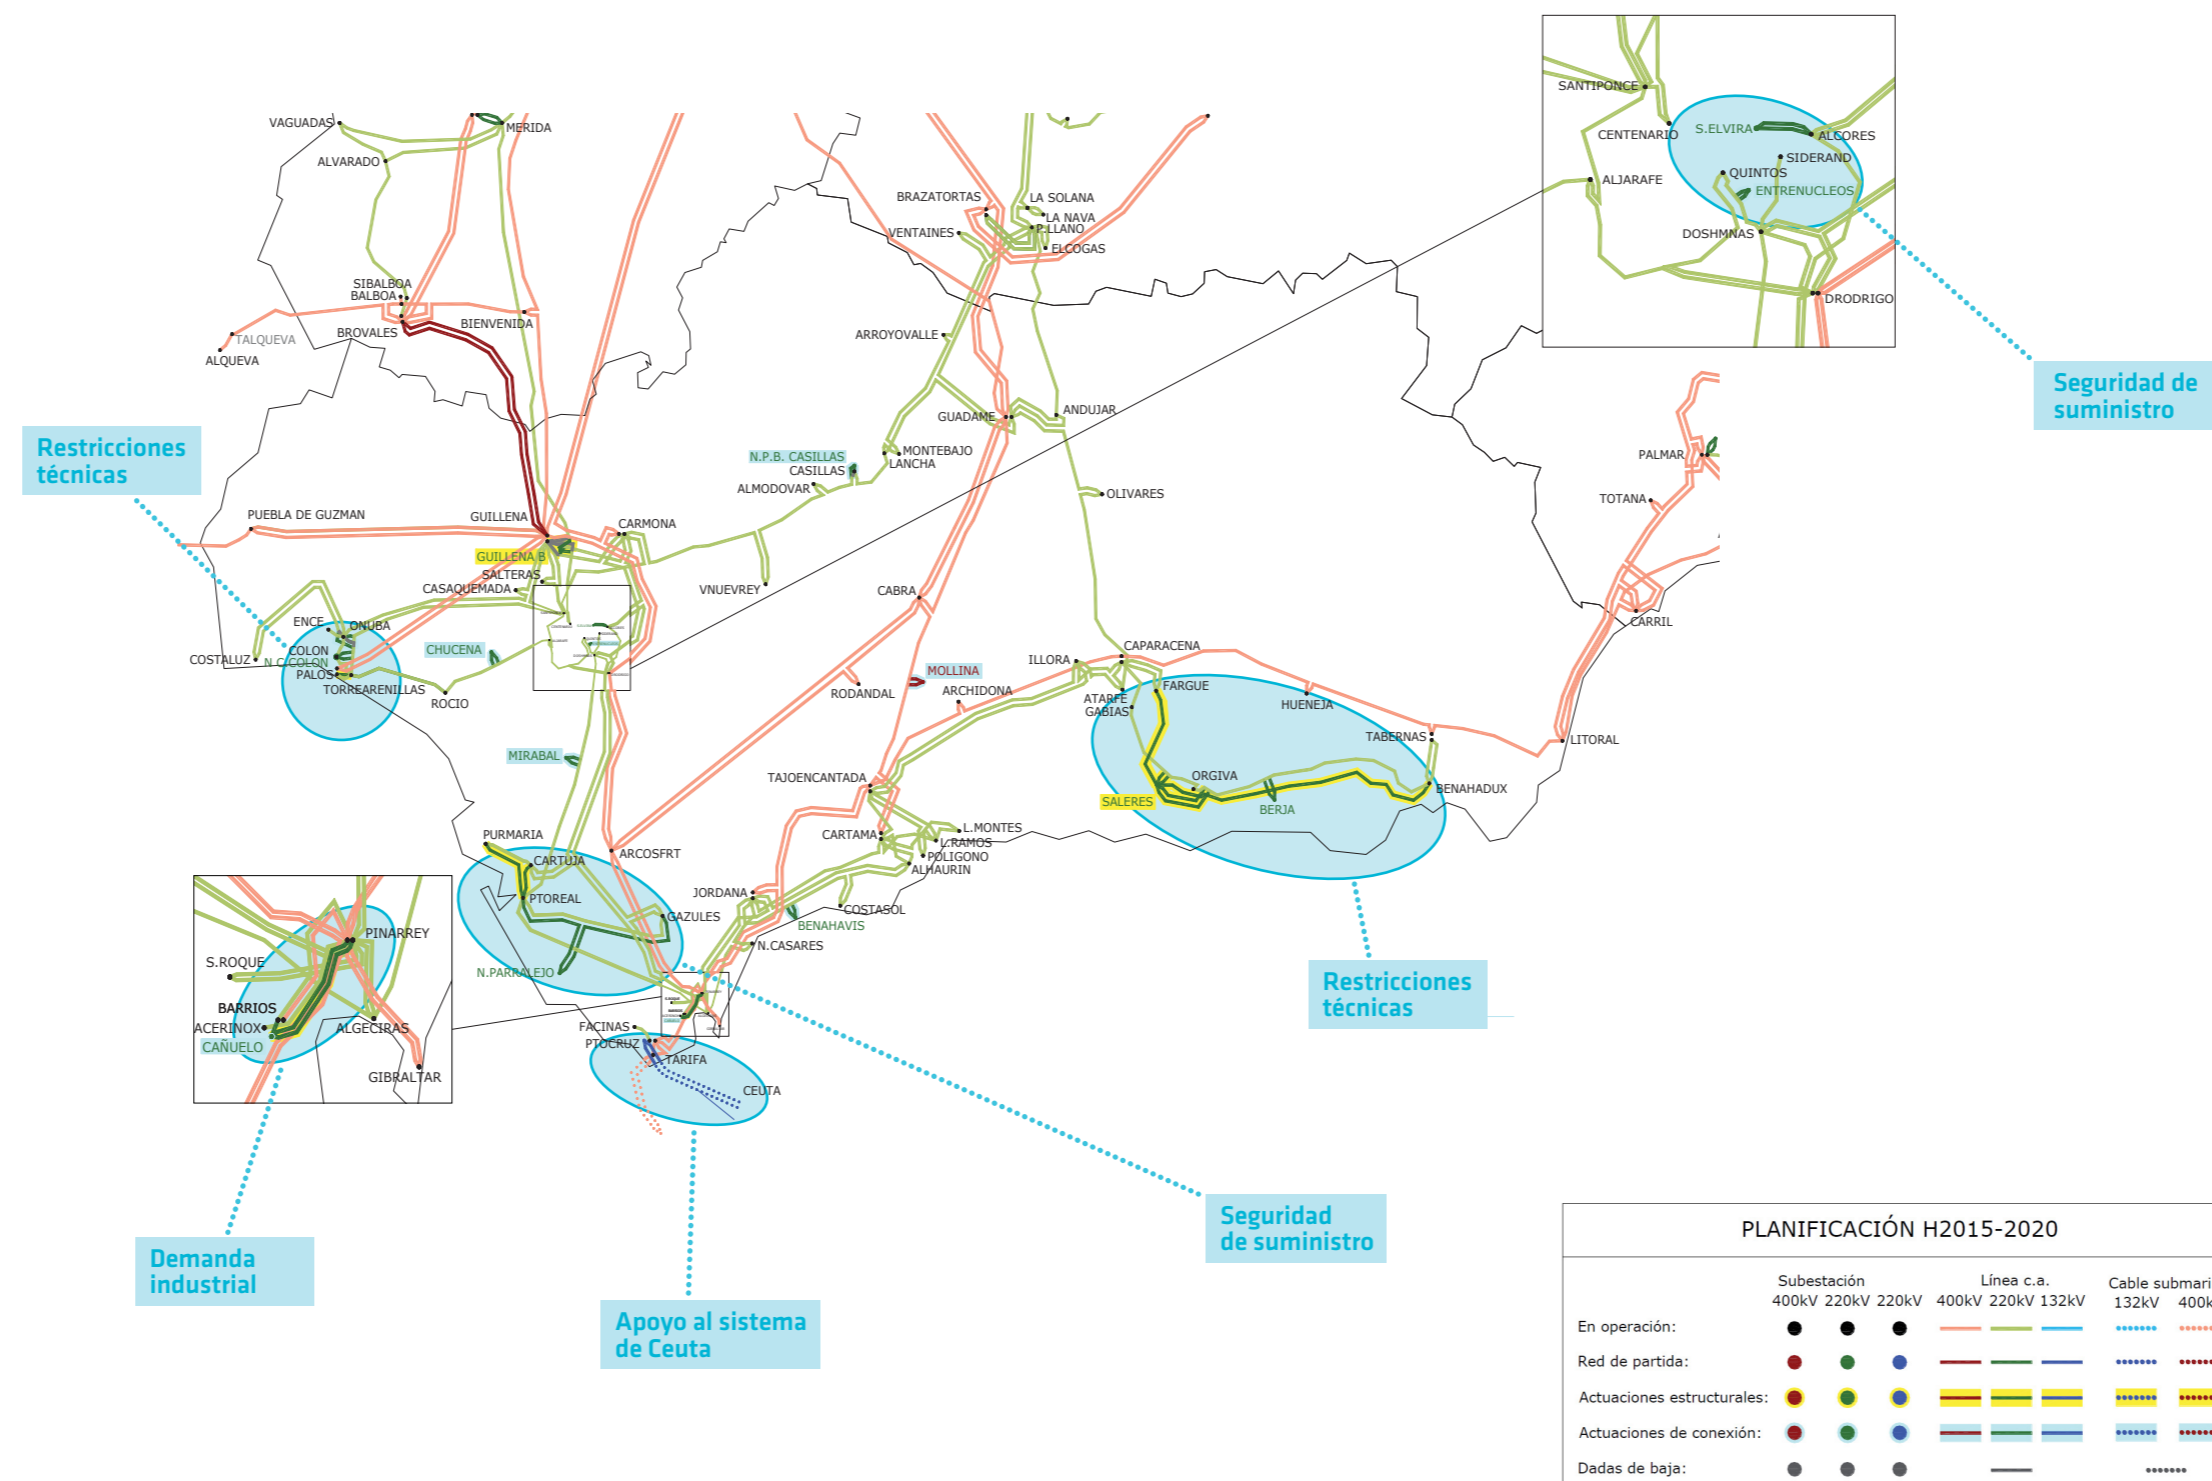 VAGUADAS
MERIDA
ALVARADO
SANTIPONCE
CENTENARIO
S.ELVIRA
ALCORES
SIDERAND
QUINTOS
ALJARAFE
ENTRENUCLEOS
DOSHMNAS
DRODRIGO
Seguridad de
suministro
BRAZATORTAS
LA SOLANA
LA NAVA
P.LLANO
VENTAINES
ELCOGAS
SIBALBOA
BALBOA
BROVALES
BIENVENIDA
TALQUEVA
ALQUEVA
ARROYOVALLE
GUADAME
ANDUJAR
Restricciones
técnicas
N.P.B. CASILLAS
CASILLAS
MONTEBAJO
LANCHA
ALMODOVAR
OLIVARES
PALMAR
TOTANA
PUEBLA DE GUZMAN
GUILLENA
CARMONA
GUILLENA B
SALTERAS
CASAQUEMADA
VNUEVREY
CABRA
CARRIL
ENCE
ONUBA
COLON
N.C.COLON
PALOS
COSTALUZ
TORREARENILLAS
CHUCENA
ROCIO
ILLORA
CAPARACENA
MOLLINA
RODANDAL
ARCHIDONA
ATARFE
GABIAS
FARGUE
HUENEJA
TABERNAS
LITORAL
MIRABAL
TAJOENCANTADA
ORGIVA
SALERES
BERJA
BENAHADUX
PURMARIA
CARTUJA
ARCOSFRT
CARTAMA
L.MONTES
L.RAMOS
POLIGONO
ALHAURIN
PTOREAL
JORDANA
GAZULES
COSTASOL
BENAHAVIS
N.CASARES
N.PARRALEJO
PINARREY
S.ROQUE
BARRIOS
ACERINOX
ALGECIRAS
CAÑUELO
GIBRALTAR
Restricciones
técnicas
FACINAS
PTOCRUZ
TARIFA
CEUTA
Seguridad
de suministro
Demanda
industrial
Apoyo al sistema
de Ceuta
PLANIFICACIÓN H2015-2020
Subestación Línea c.a. Cable submari
400kV 220kV 220kV 400kV 220kV 132kV 132kV 400k
En operación:
Red de partida:
Actuaciones estructurales:
Actuaciones de conexión:
Dadas de baja: